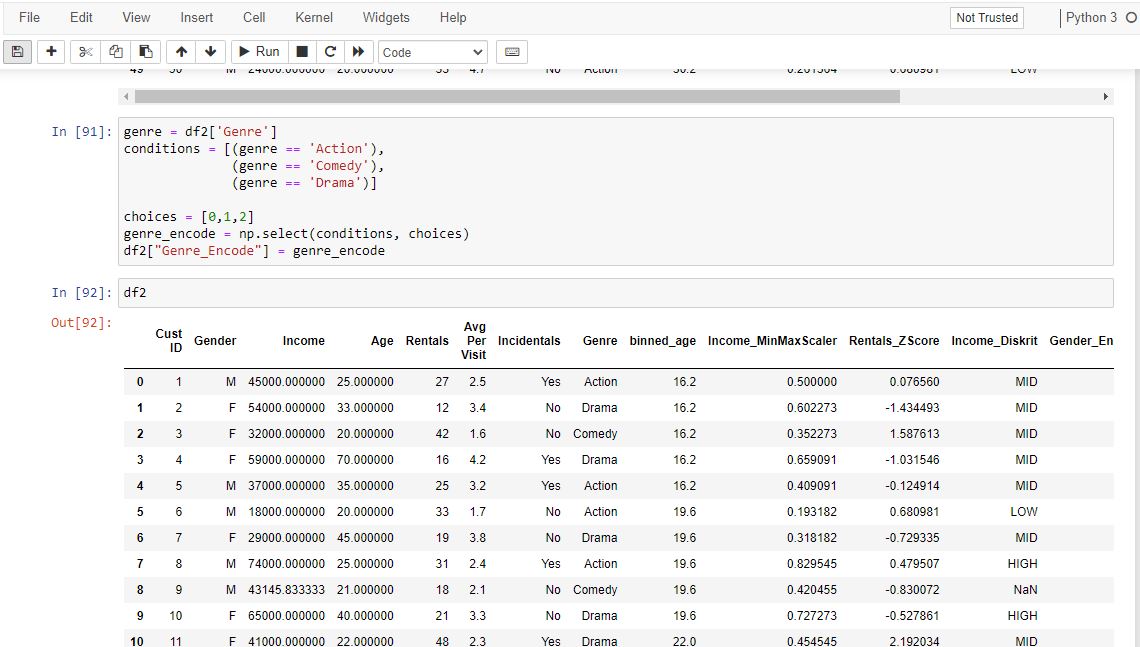 File Edit View Insert Cell Kernel Widgets Help Not Trusted Python 3
Run Code
49 50 M 24000.000000 20.000000 33 4.7 No Action 30.2 0.261364 0.680981 LOW
In [91]: genre = df2['Genre']
conditions = [(genre == 'Action'),
(genre == 'Comedy'),
(genre == 'Drama')]
choices = [0,1,2]
genre_encode = np.select(conditions, choices)
df2["Genre_Encode"] = genre_encode
In [92]: df2
Out[92]:
Cust ID Gender Income Age Rentals Avg Per Visit Incidentals Genre binned_age Income_MinMaxScaler Rentals_ZScore Income_Diskrit Gender_En
0 1 M 45000.000000 25.000000 27 2.5 Yes Action 16.2 0.500000 0.076560 MID
1 2 F 54000.000000 33.000000 12 3.4 No Drama 16.2 0.602273 -1.434493 MID
2 3 F 32000.000000 20.000000 42 1.6 No Comedy 16.2 0.352273 1.587613 MID
3 4 F 59000.000000 70.000000 16 4.2 Yes Drama 16.2 0.659091 -1.031546 MID
4 5 M 37000.000000 35.000000 25 3.2 Yes Action 16.2 0.409091 -0.124914 MID
5 6 M 18000.000000 20.000000 33 1.7 No Action 19.6 0.193182 0.680981 LOW
6 7 F 29000.000000 45.000000 19 3.8 No Drama 19.6 0.318182 -0.729335 MID
7 8 M 74000.000000 25.000000 31 2.4 Yes Action 19.6 0.829545 0.479507 HIGH
8 9 M 43145.833333 21.000000 18 2.1 No Comedy 19.6 0.420455 -0.830072 NaN
9 10 F 65000.000000 40.000000 21 3.3 No Drama 19.6 0.727273 -0.527861 HIGH
10 11 F 41000.000000 22.000000 48 2.3 Yes Drama 22.0 0.454545 2.192034 MID